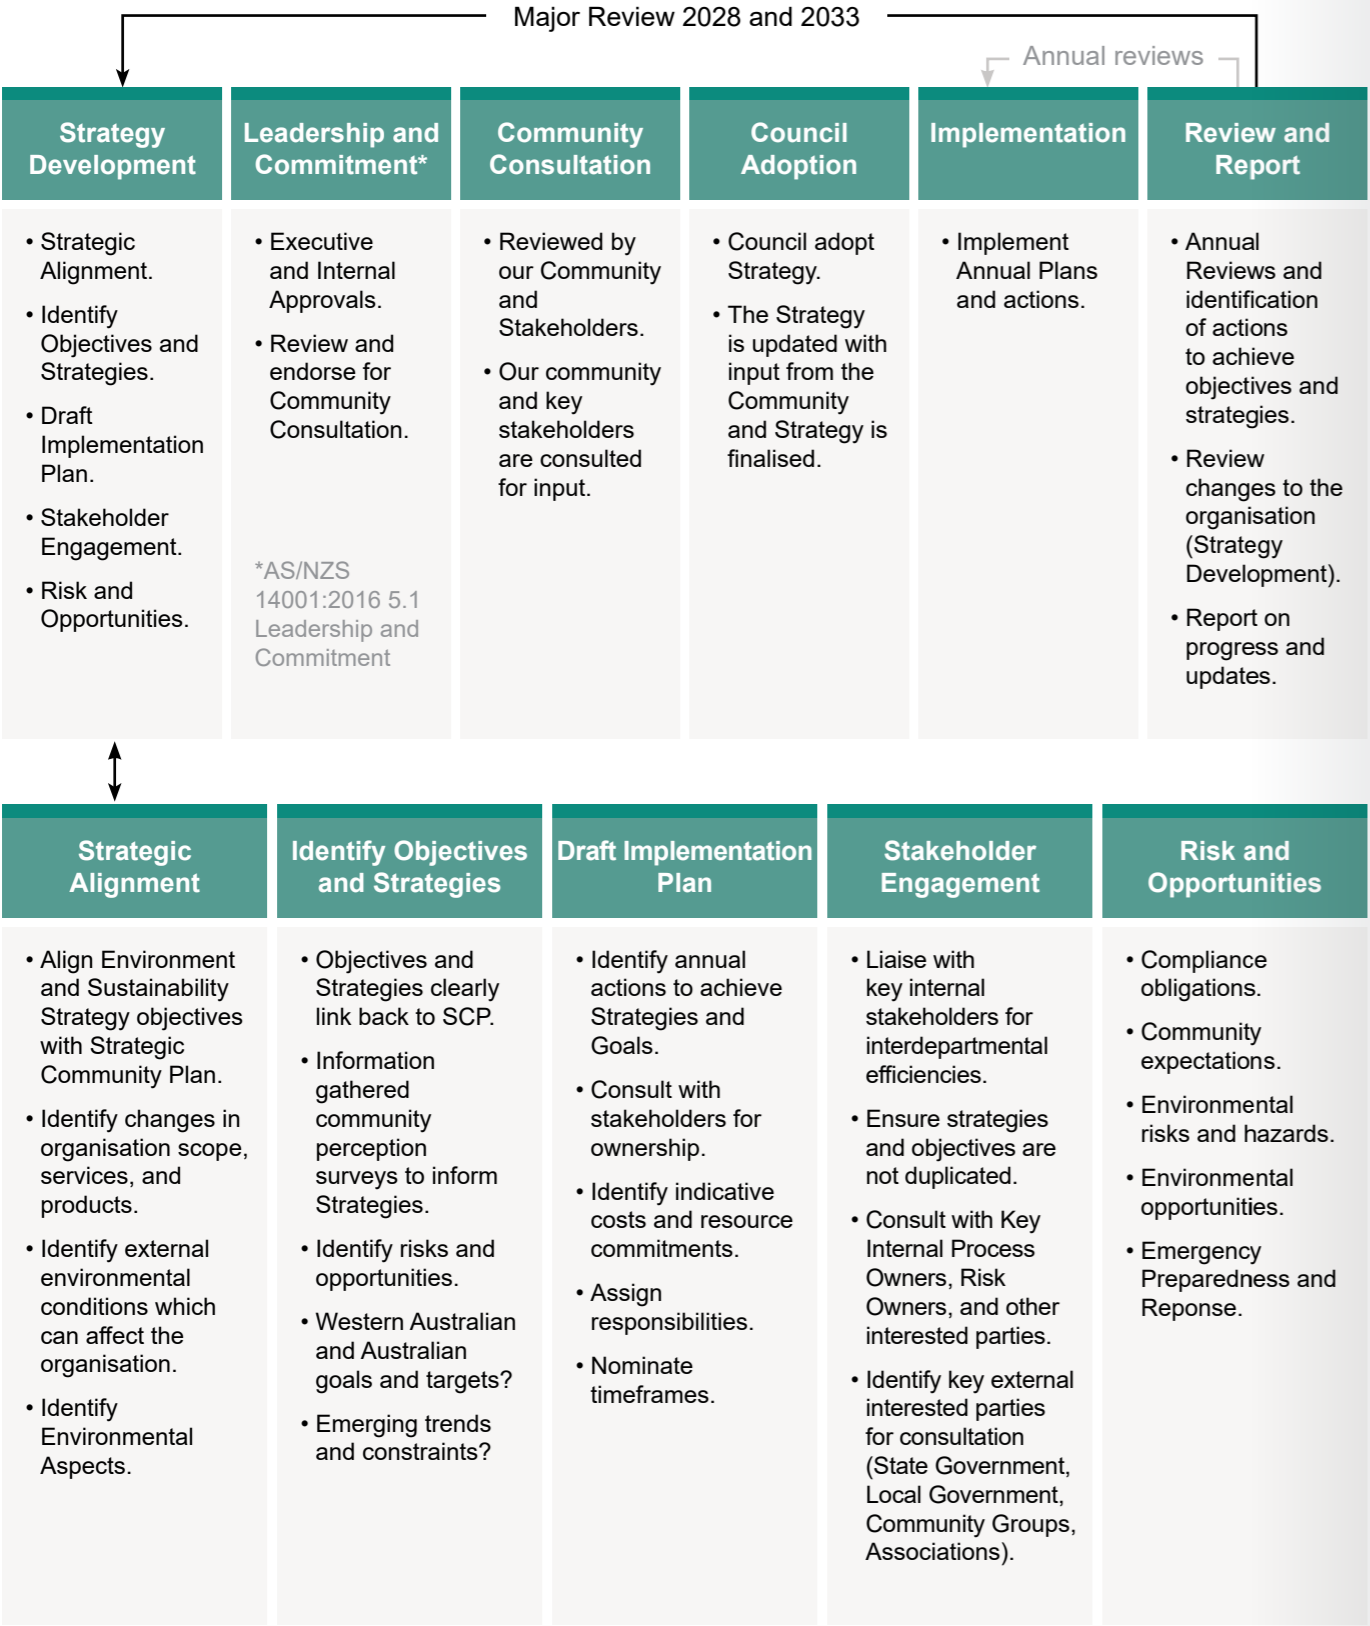 Major Review 2028 and 2033
Annual reviews
Strategy
Development
• Strategic
Alignment.
• Identify
Objectives and
Strategies.
• Draft
Implementation
Plan.
• Stakeholder
Engagement.
• Risk and
Opportunities.
Leadership and
Commitment*
• Executive
and Internal
Approvals.
• Review and
endorse for
Community
Consultation.
*AS/NZS
14001:2016 5.1
Leadership and
Commitment
Community
Consultation
• Reviewed by
our Community
and
Stakeholders.
• Our community
and key
stakeholders
are consulted
for input.
Council
Adoption
• Council adopt
Strategy.
• The Strategy
is updated with
input from the
Community
and Strategy is
finalised.
Implementation
• Implement
Annual Plans
and actions.
Review and
Report
• Annual
Reviews and
identification
of actions
to achieve
objectives and
strategies.
• Review
changes to the
organisation
(Strategy
Development).
• Report on
progress and
updates.
Strategic
Alignment
• Align Environment
and Sustainability
Strategy objectives
with Strategic
Community Plan.
• Identify changes in
organisation scope,
services, and
products.
• Identify external
environmental
conditions which
can affect the
organisation.
• Identify
Environmental
Aspects.
Identify Objectives
and Strategies
• Objectives and
Strategies clearly
link back to SCP.
• Information
gathered
community
perception
surveys to inform
Strategies.
• Identify risks and
opportunities.
• Western Australian
and Australian
goals and targets?
• Emerging trends
and constraints?
Draft Implementation
Plan
• Identify annual
actions to achieve
Strategies and
Goals.
• Consult with
stakeholders for
ownership.
• Identify indicative
costs and resource
commitments.
• Assign
responsibilities.
• Nominate
timeframes.
Stakeholder
Engagement
• Liaise with
key internal
stakeholders for
interdepartmental
efficiencies.
• Ensure strategies
and objectives are
not duplicated.
• Consult with Key
Internal Process
Owners, Risk
Owners, and other
interested parties.
• Identify key external
interested parties
for consultation
(State Government,
Local Government,
Community Groups,
Associations).
Risk and
Opportunities
• Compliance
obligations.
• Community
expectations.
• Environmental
risks and hazards.
• Environmental
opportunities.
• Emergency
Preparedness and
Reponse.